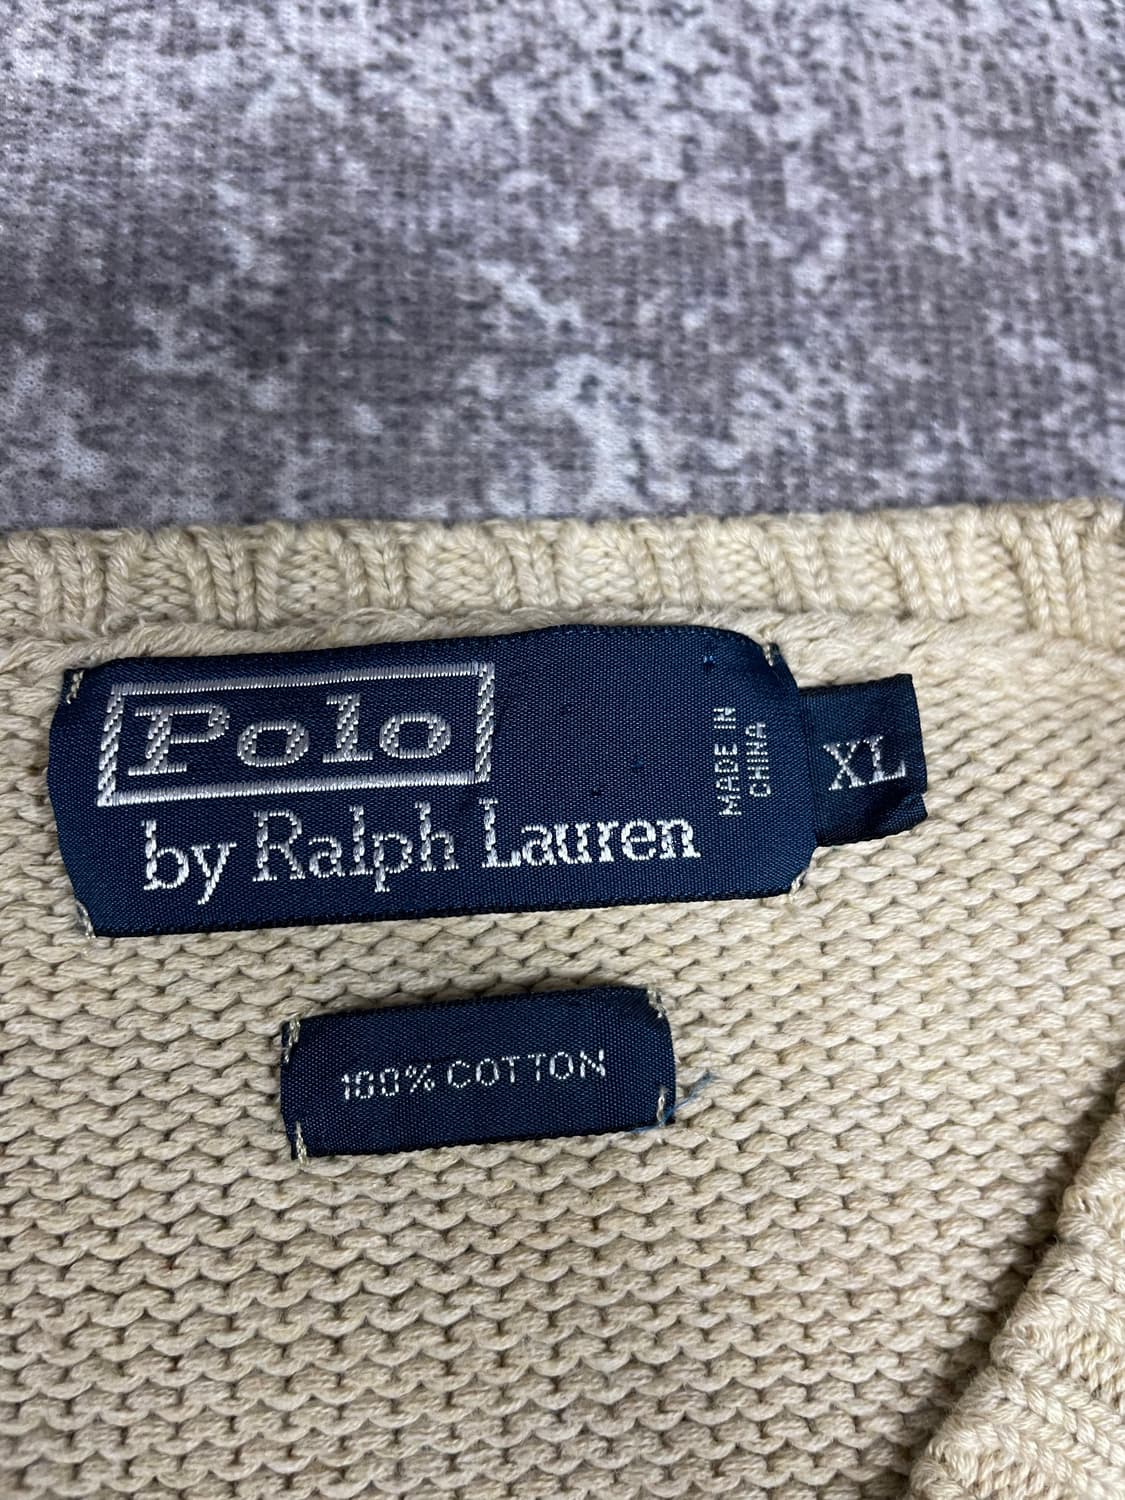 Polo
by Ralph Lauren
MADE IN
CHINA
XL
100% COTTON